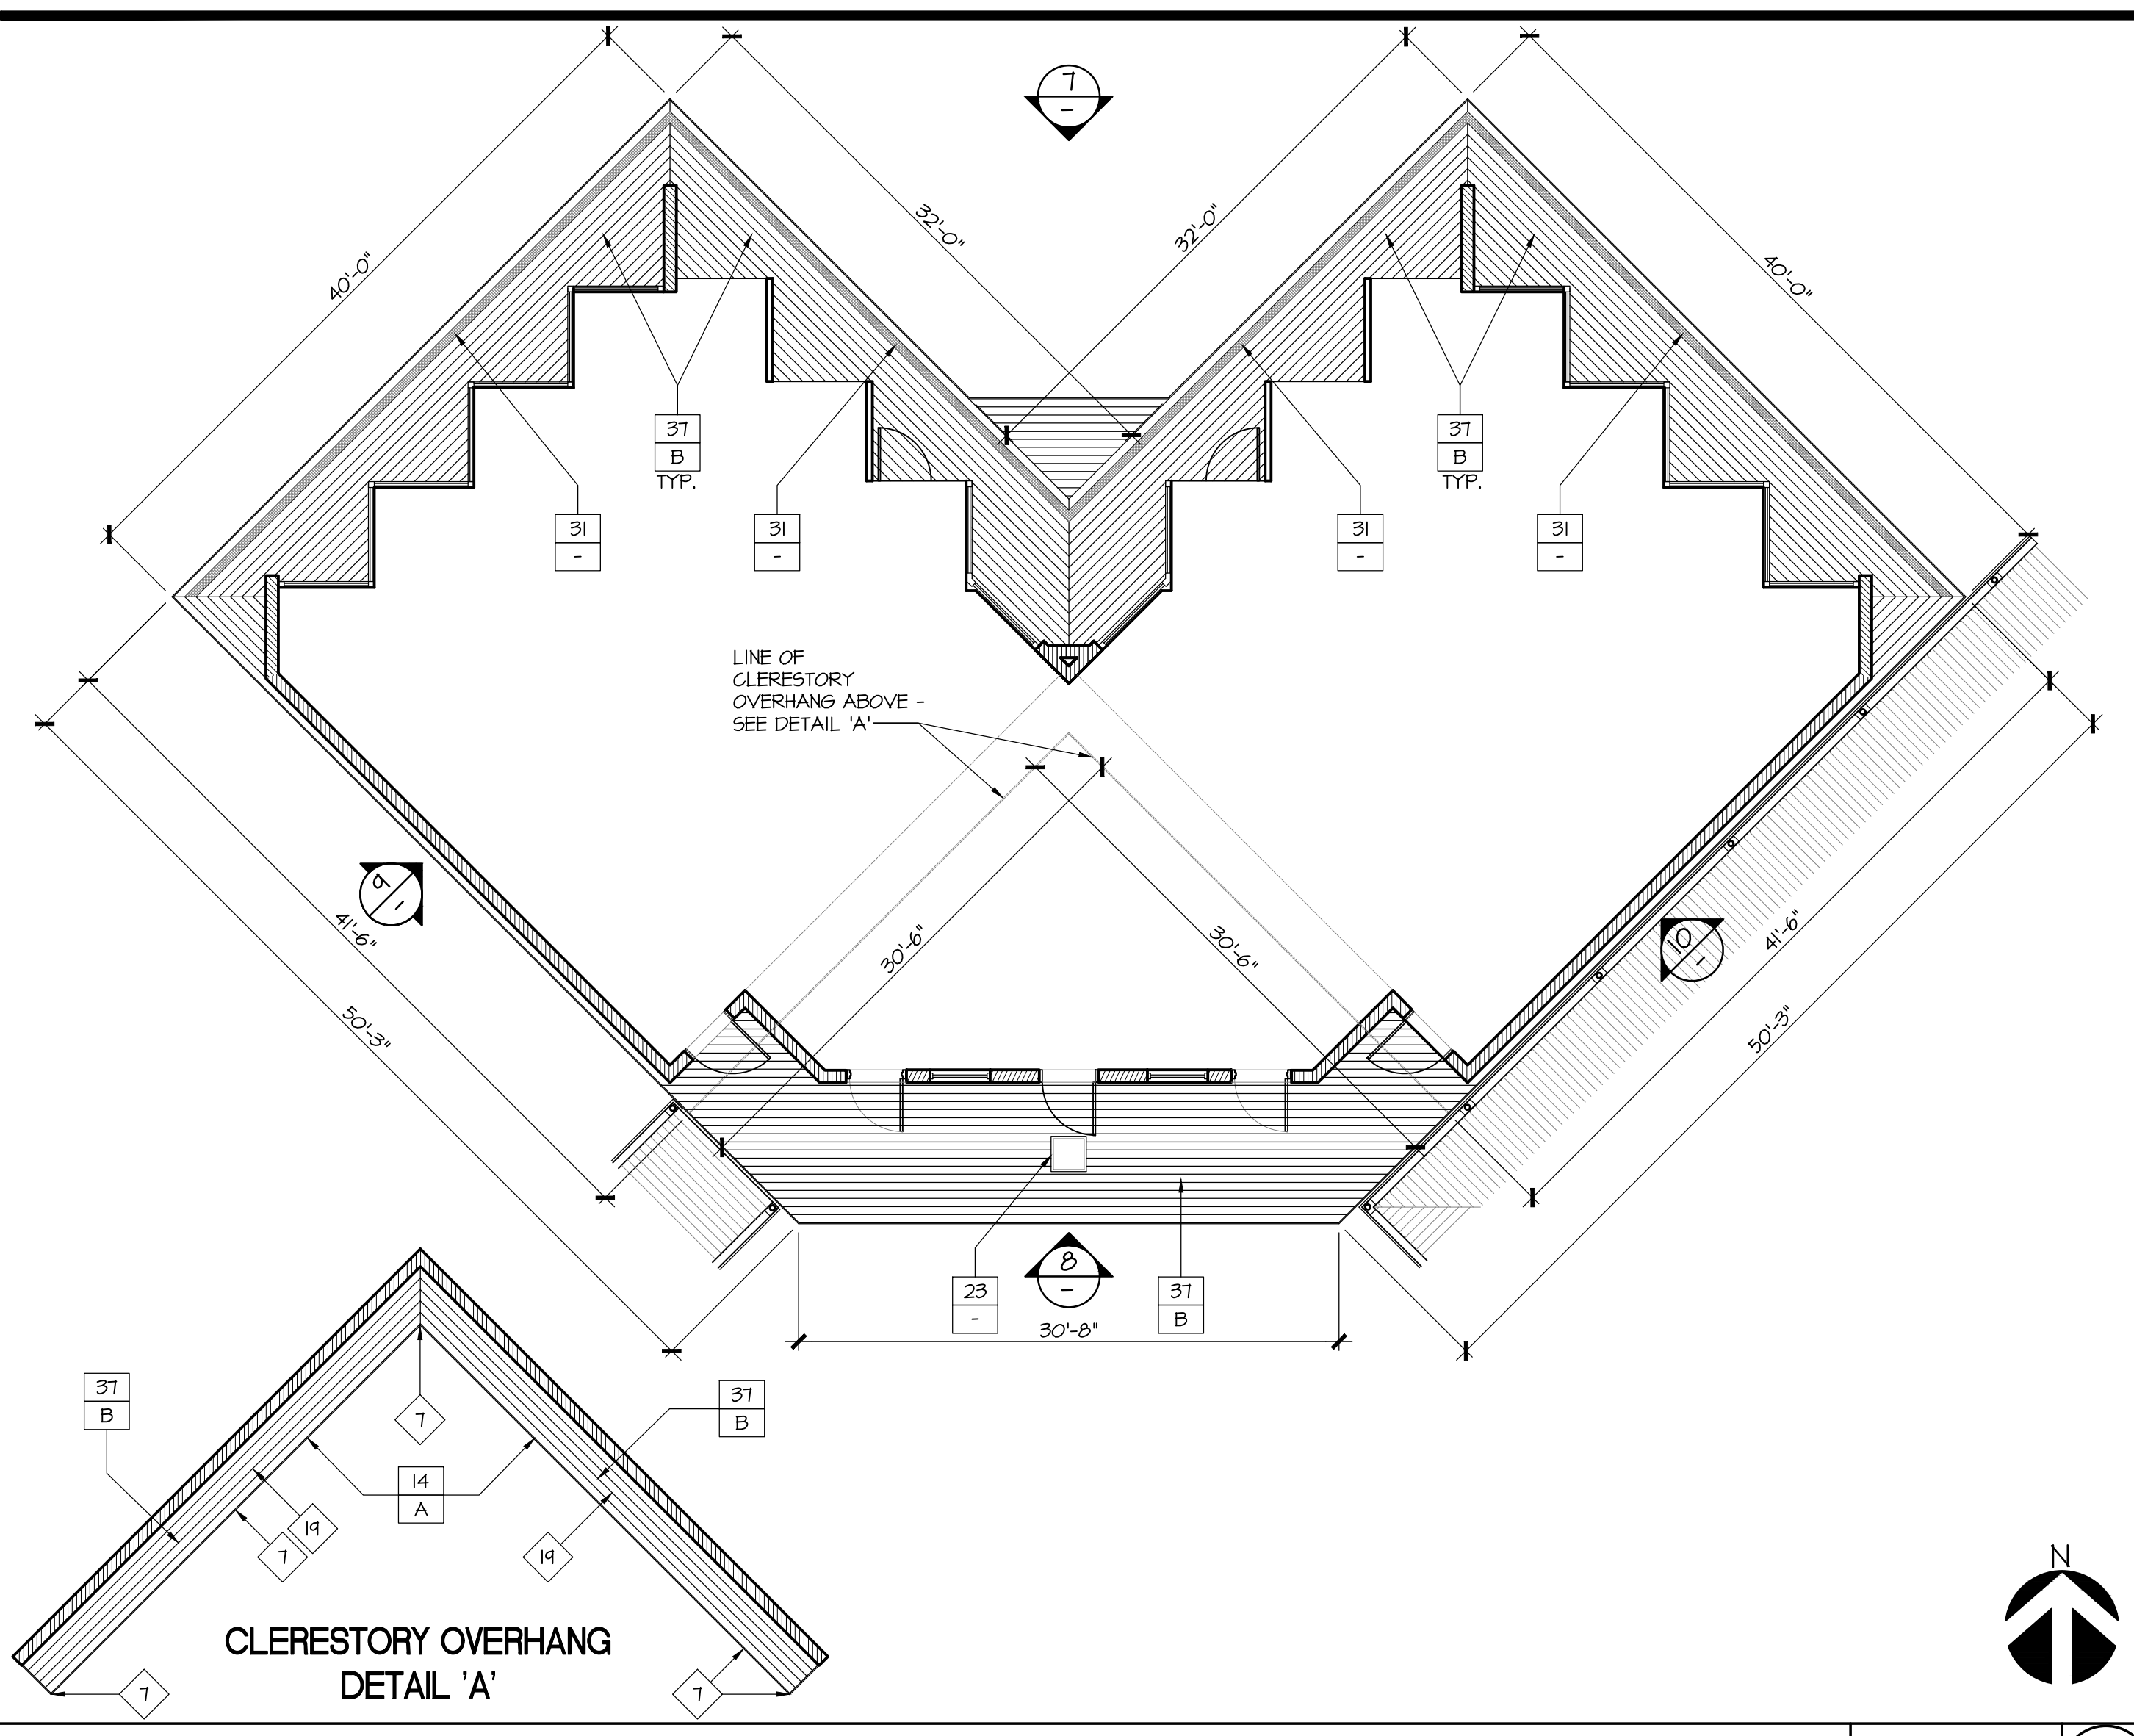 7
-
40'-0"
32'-0"
32'-0"
40'-0"
37
B
TYP.
37
B
TYP.
31
-
31
-
31
-
31
-
LINE OF
CLERESTORY
OVERHANG ABOVE -
SEE DETAIL 'A'
9
-
10
-
41'-6"
30'-6"
30'-6"
41'-6"
50'-3"
50'-3"
23
-
8
-
37
B
30'-8"
37
B
37
B
7
14
A
19
7
19
N
CLERESTORY OVERHANG
DETAIL 'A'
7
7